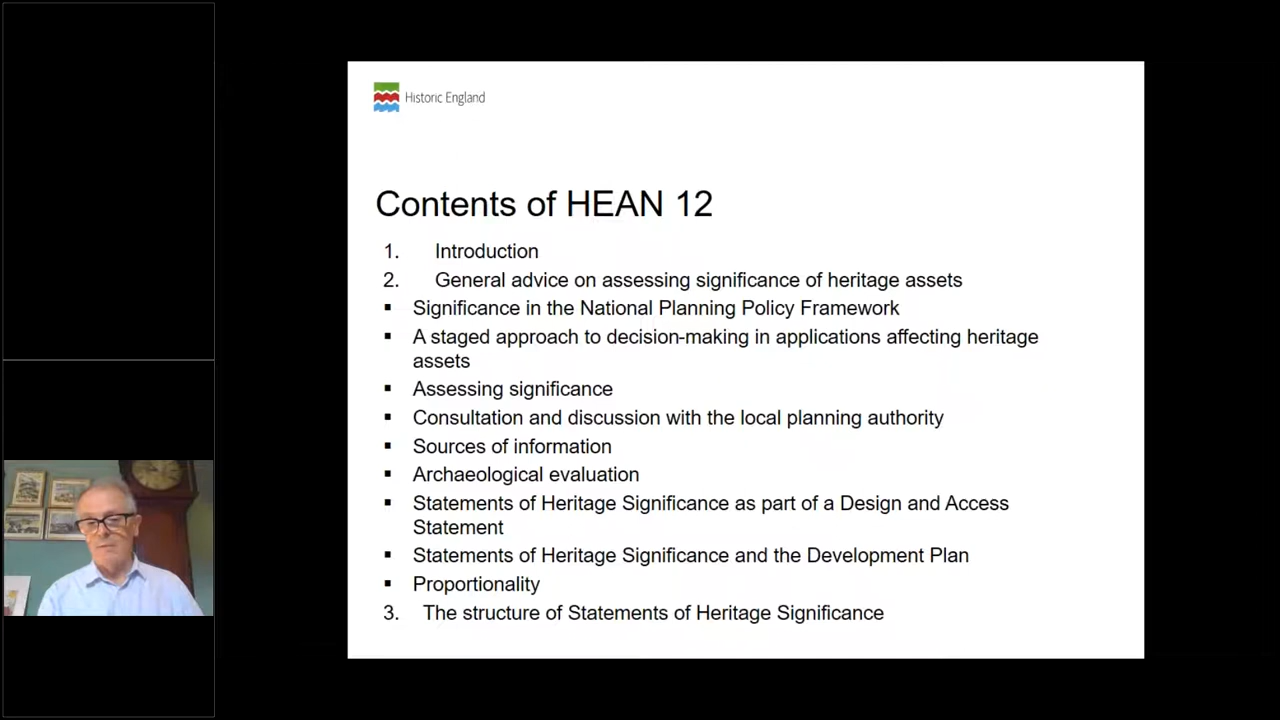 Historic England
Contents of HEAN 12
1. Introduction
2. General advice on assessing significance of heritage assets
▪ Significance in the National Planning Policy Framework
▪ A staged approach to decision-making in applications affecting heritage
assets
▪ Assessing significance
▪ Consultation and discussion with the local planning authority
▪ Sources of information
▪ Archaeological evaluation
▪ Statements of Heritage Significance as part of a Design and Access
Statement
▪ Statements of Heritage Significance and the Development Plan
▪ Proportionality
3. The structure of Statements of Heritage Significance